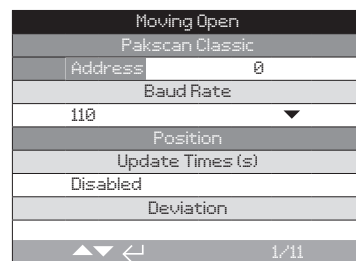 Moving Open
Pakscan Classic
Address 0
Baud Rate
110
Position
Update Times (s)
Disabled
Deviation
1/11